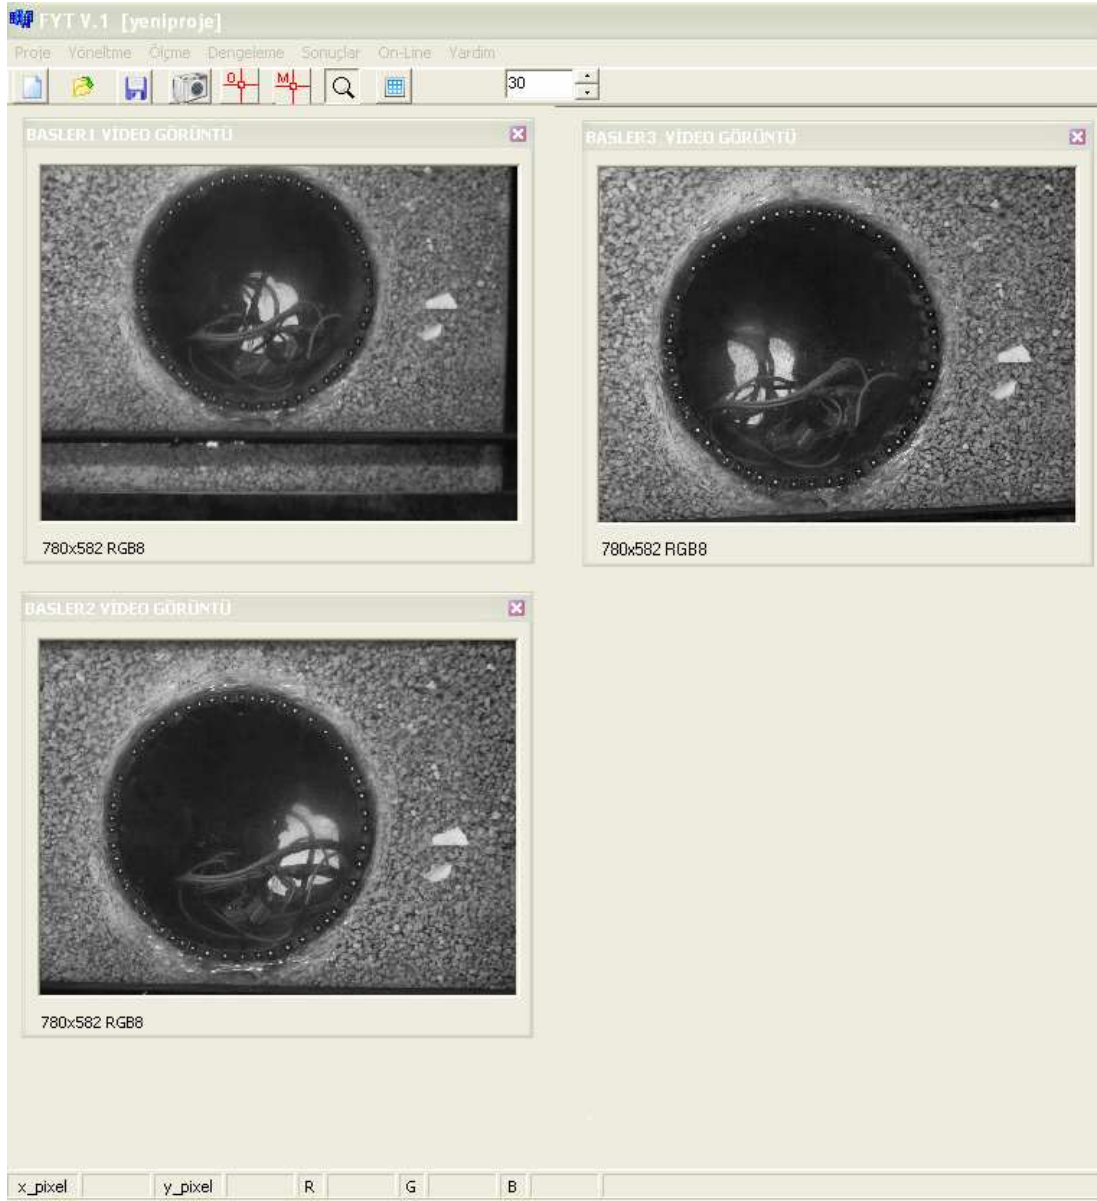 FYT V.1 [yeniproje]
Proje Yöneltme Ölçme Dengeleme Sonuçlar On-Line Yardim
O M 30
BASLER1 VİDEO GÖRÜNTÜ
780x582 RGB8
BASLER3 VİDEO GÖRÜNTÜ
780x582 RGB8
BASLER2 VİDEO GÖRÜNTÜ
780x582 RGB8
x_pixel y_pixel R G B